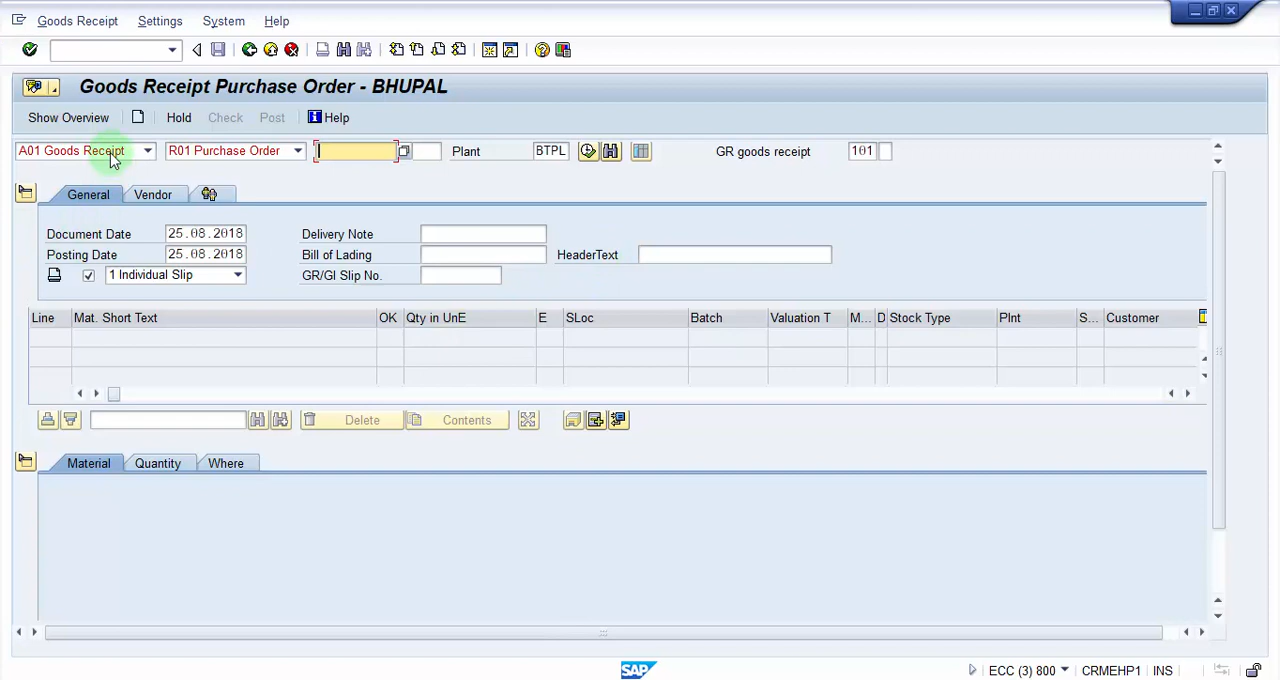 Goods Receipt Settings System Help
Goods Receipt Purchase Order - BHUPAL
Show Overview Hold Check Post Help
A01 Goods Receipt R01 Purchase Order Plant BTPL GR goods receipt 101
General Vendor
Document Date 25.08.2018 Delivery Note
Posting Date 25.08.2018 Bill of Lading HeaderText
1 Individual Slip GR/GI Slip No.
Line Mat. Short Text OK Qty in UnE E SLoc Batch Valuation T M... D Stock Type Plnt S... Customer
Delete Contents
Material Quantity Where
SAP ECC (3) 800 CRMEHP1 INS